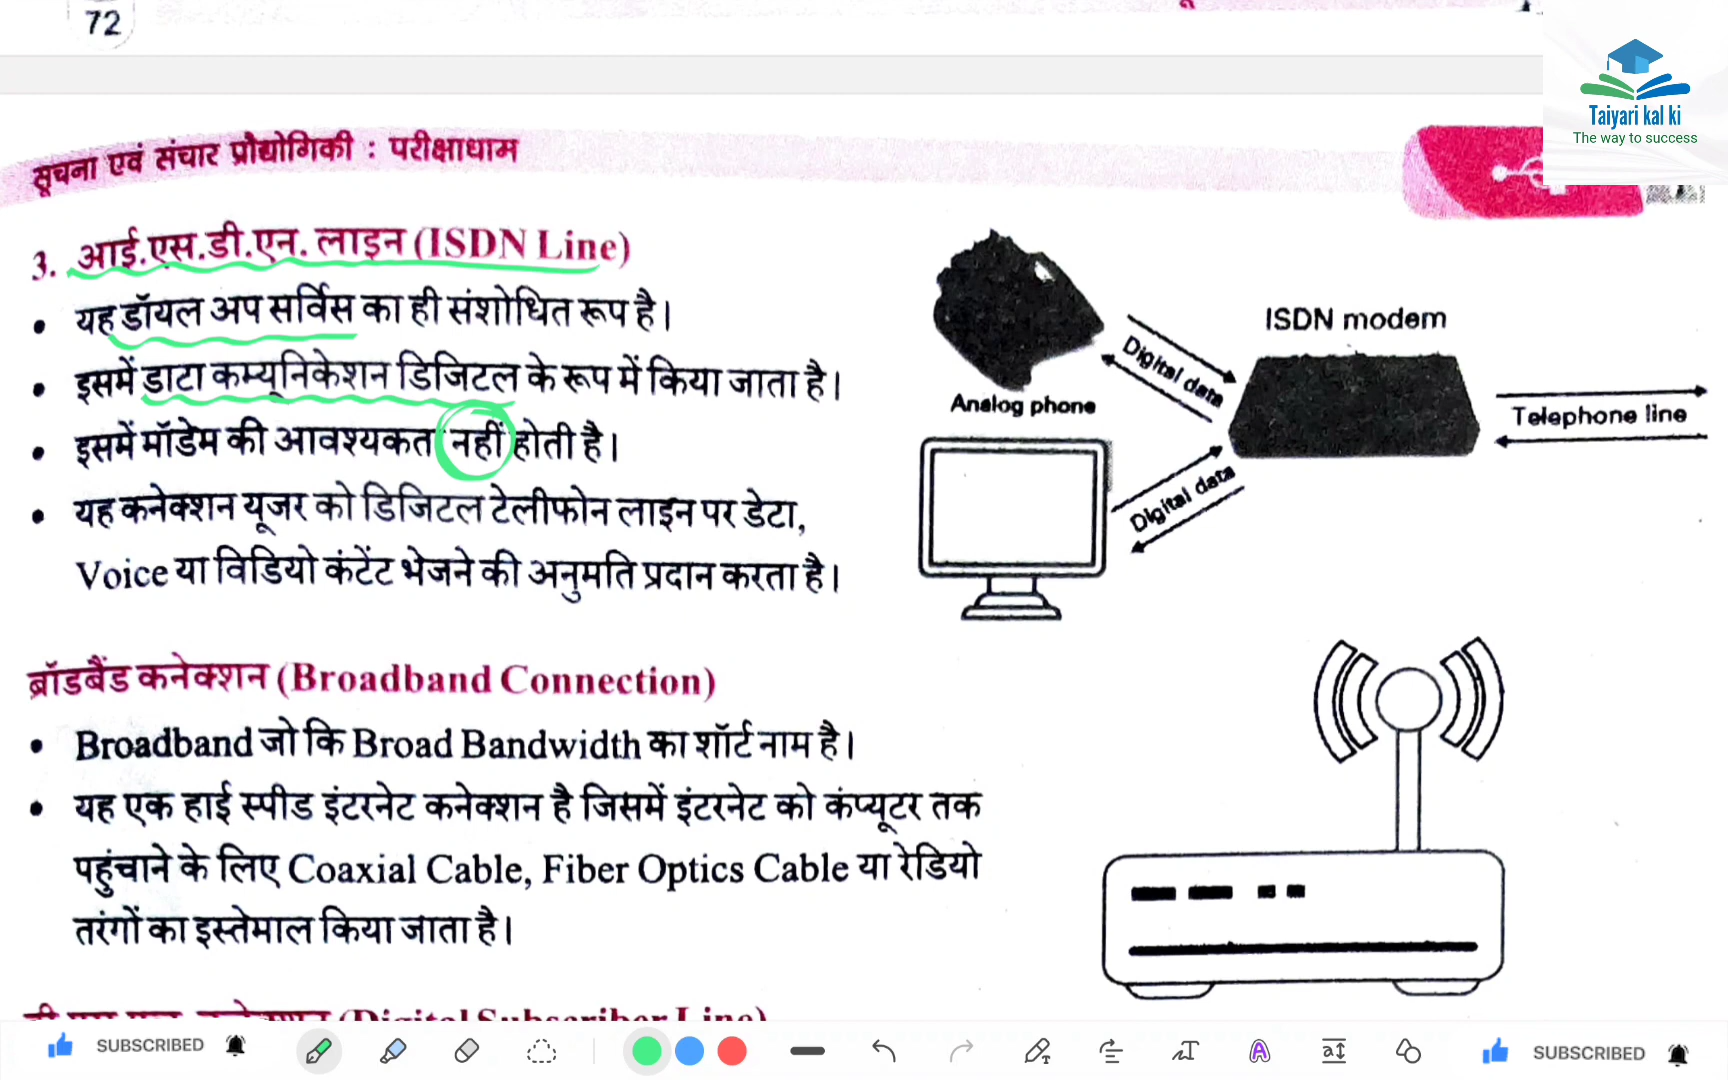 72
Taiyari kal ki
The way to success
सूचना एवं संचार प्रौद्योगिकी : परीक्षाधाम
3. आई.एस.डी.एन. लाइन (ISDN Line)
• यह डॉयल अप सर्विस का ही संशोधित रूप है।
• इसमें डाटा कम्यूनिकेशन डिजिटल के रूप में किया जाता है।
• इसमें मॉडेम की आवश्यकत नहीं होती है।
• यह कनेक्शन यूजर को डिजिटल टेलीफोन लाइन पर डेटा,
Voice या विडियो कंटेंट भेजने की अनुमति प्रदान करता है।
ISDN modem
Digital data
Analog phone
Telephone line
Digital data
ब्रॉडबैंड कनेक्शन (Broadband Connection)
• Broadband जो कि Broad Bandwidth का शॉर्ट नाम है।
• यह एक हाई स्पीड इंटरनेट कनेक्शन है जिसमें इंटरनेट को कंप्यूटर तक
पहुंचाने के लिए Coaxial Cable, Fiber Optics Cable या रेडियो
तरंगों का इस्तेमाल किया जाता है।
(Digital Subscriber Line)
SUBSCRIBED
SUBSCRIBED